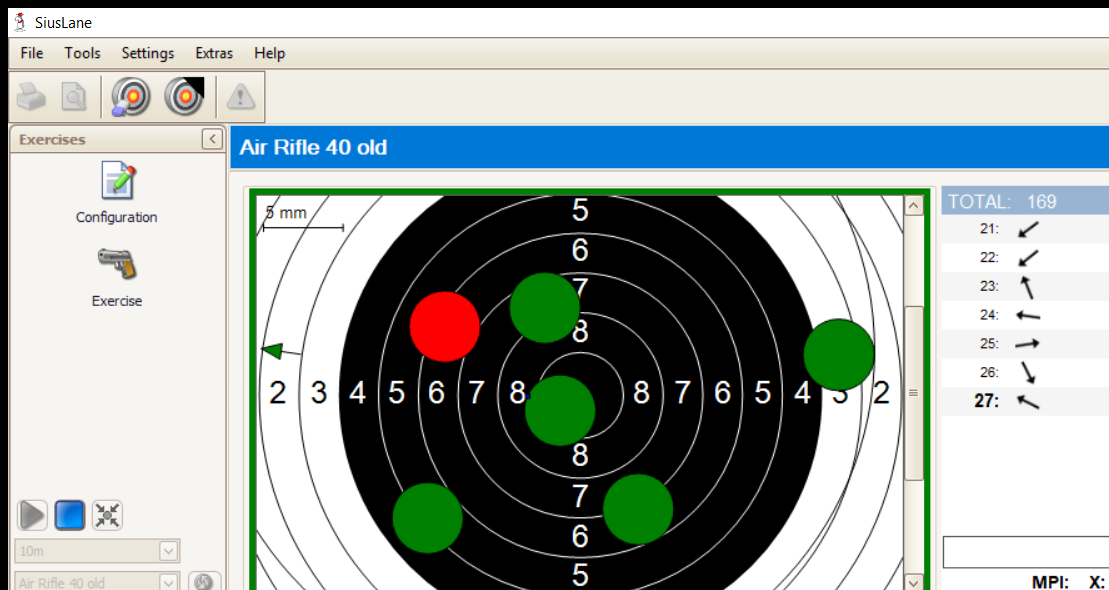 SiusLane
File Tools Settings Extras Help
Exercises
Air Rifle 40 old
Configuration
Exercise
10m
Air Rifle 40 old
5 mm
5
6
7
8
2 3 4 5 6 7 8 8 7 6 5 4 3 2
8
7
6
5
TOTAL: 169
21:
22:
23:
24:
25:
26:
27:
MPI: X: